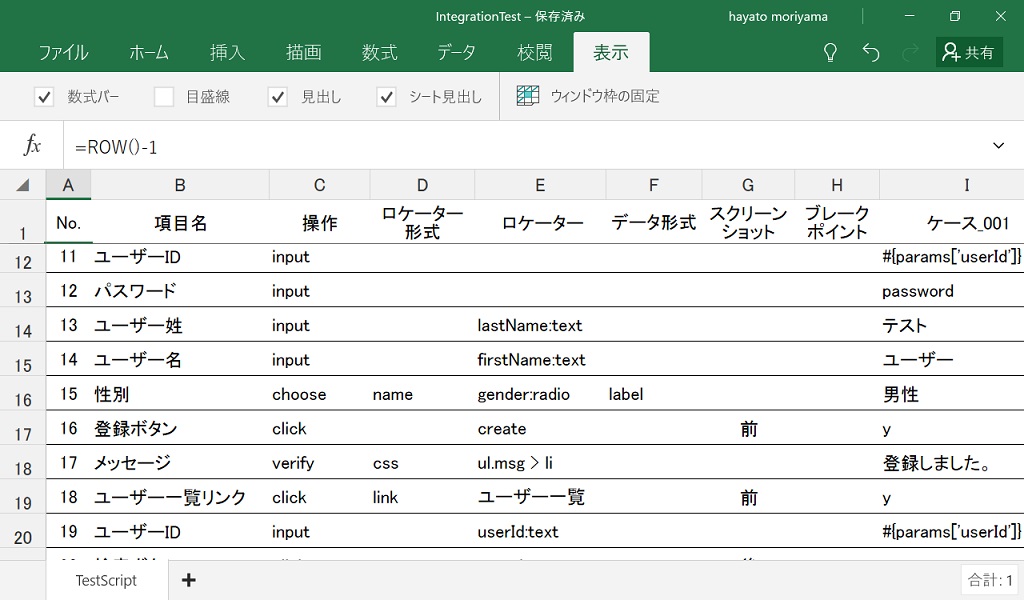 IntegrationTest – 保存済み
hayato moriyama
ファイル ホーム 挿入 描画 数式 データ 校閲 表示 共有
数式バー 目盛線 見出し シート見出し ウィンドウ枠の固定
fx =ROW()-1
A B C D E F G H I
1 No. 項目名 操作 ロケーター形式 ロケーター データ形式 スクリーンショット ブレークポイント ケース_001
12 11 ユーザーID input #{params['userId']}
13 12 パスワード input password
14 13 ユーザー姓 input lastName:text テスト
15 14 ユーザー名 input firstName:text ユーザー
16 15 性別 choose name gender:radio label 男性
17 16 登録ボタン click create 前 y
18 17 メッセージ verify css ul.msg > li 登録しました。
19 18 ユーザー一覧リンク click link ユーザー一覧 前 y
20 19 ユーザーID input userId:text #{params['userId']}
TestScript
合計: 1